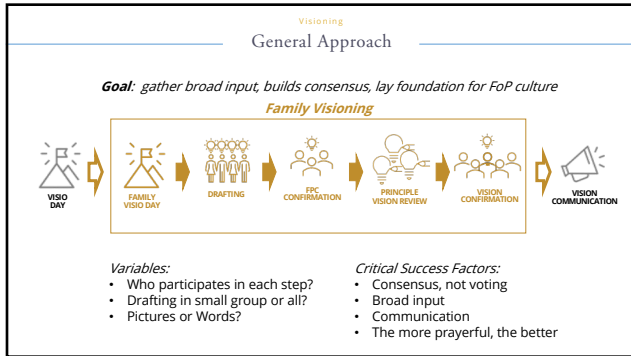 Visioning
General Approach
Goal: gather broad input, builds consensus, lay foundation for FoP culture
Family Visioning
VISIO
DAY
FAMILY
VISIO DAY
DRAFTING
FPC
CONFIRMATION
PRINCIPLE
VISION REVIEW
VISION
CONFIRMATION
VISION
COMMUNICATION
Variables:
• Who participates in each step?
• Drafting in small group or all?
• Pictures or Words?
Critical Success Factors:
• Consensus, not voting
• Broad input
• Communication
• The more prayerful, the better